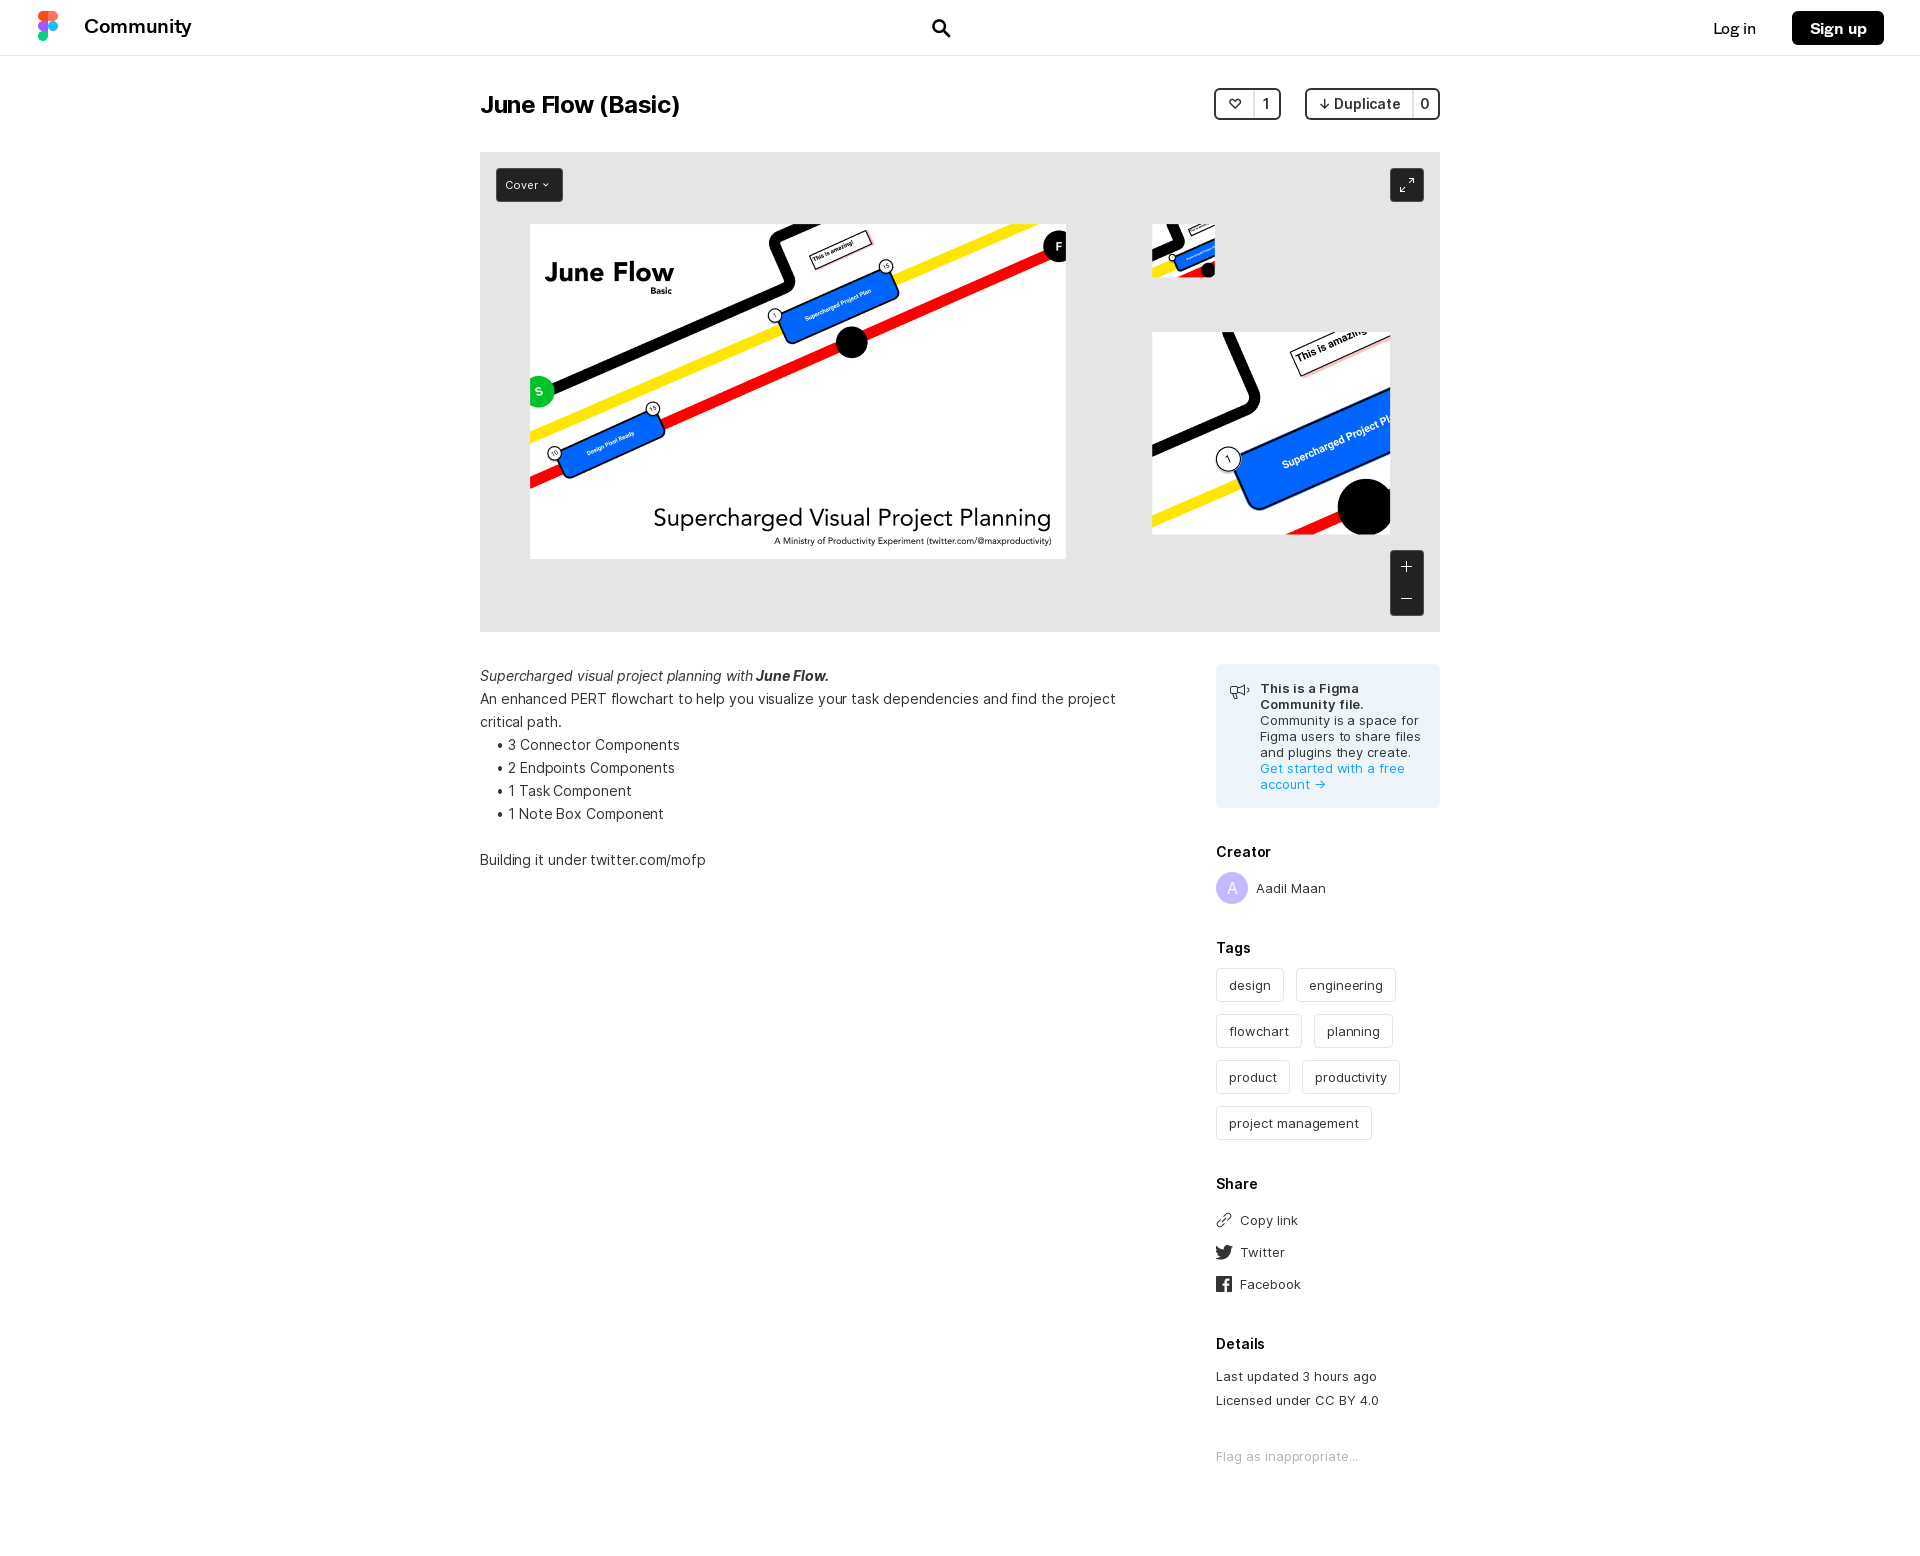 Community
Log in
Sign up
June Flow (Basic)
1
Duplicate
0
Cover
June Flow
Basic
This is amazing!
F
15
Supercharged Project Plan
7
S
15
Design Pixel Ready
10
Supercharged Visual Project Planning
A Ministry of Productivity Experiment (twitter.com/@maxproductivity)
This is amazing
Supercharged Project Pl
7
Supercharged visual project planning with June Flow.
An enhanced PERT flowchart to help you visualize your task dependencies and find the project
critical path.
• 3 Connector Components
• 2 Endpoints Components
• 1 Task Component
• 1 Note Box Component
Building it under twitter.com/mofp
This is a Figma
Community file.
Community is a space for
Figma users to share files
and plugins they create.
Get started with a free
account →
Creator
A
Aadil Maan
Tags
design
engineering
flowchart
planning
product
productivity
project management
Share
Copy link
Twitter
Facebook
Details
Last updated 3 hours ago
Licensed under CC BY 4.0
Flag as inappropriate...